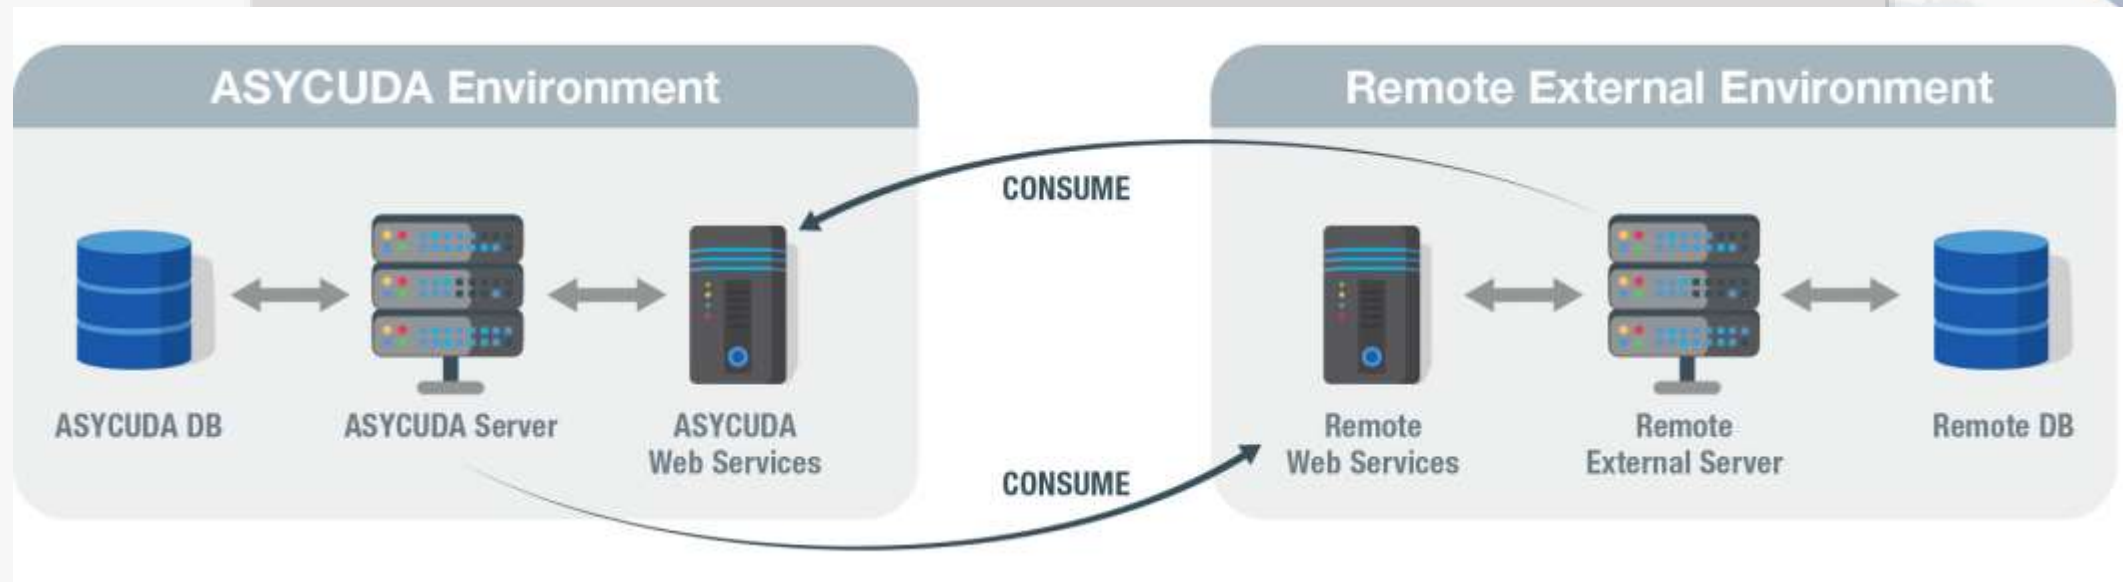 ASYCUDA Environment
Remote External Environment
CONSUME
ASYCUDA DB
ASYCUDA Server
ASYCUDA
Web Services
Remote
Web Services
Remote
External Server
Remote DB
CONSUME